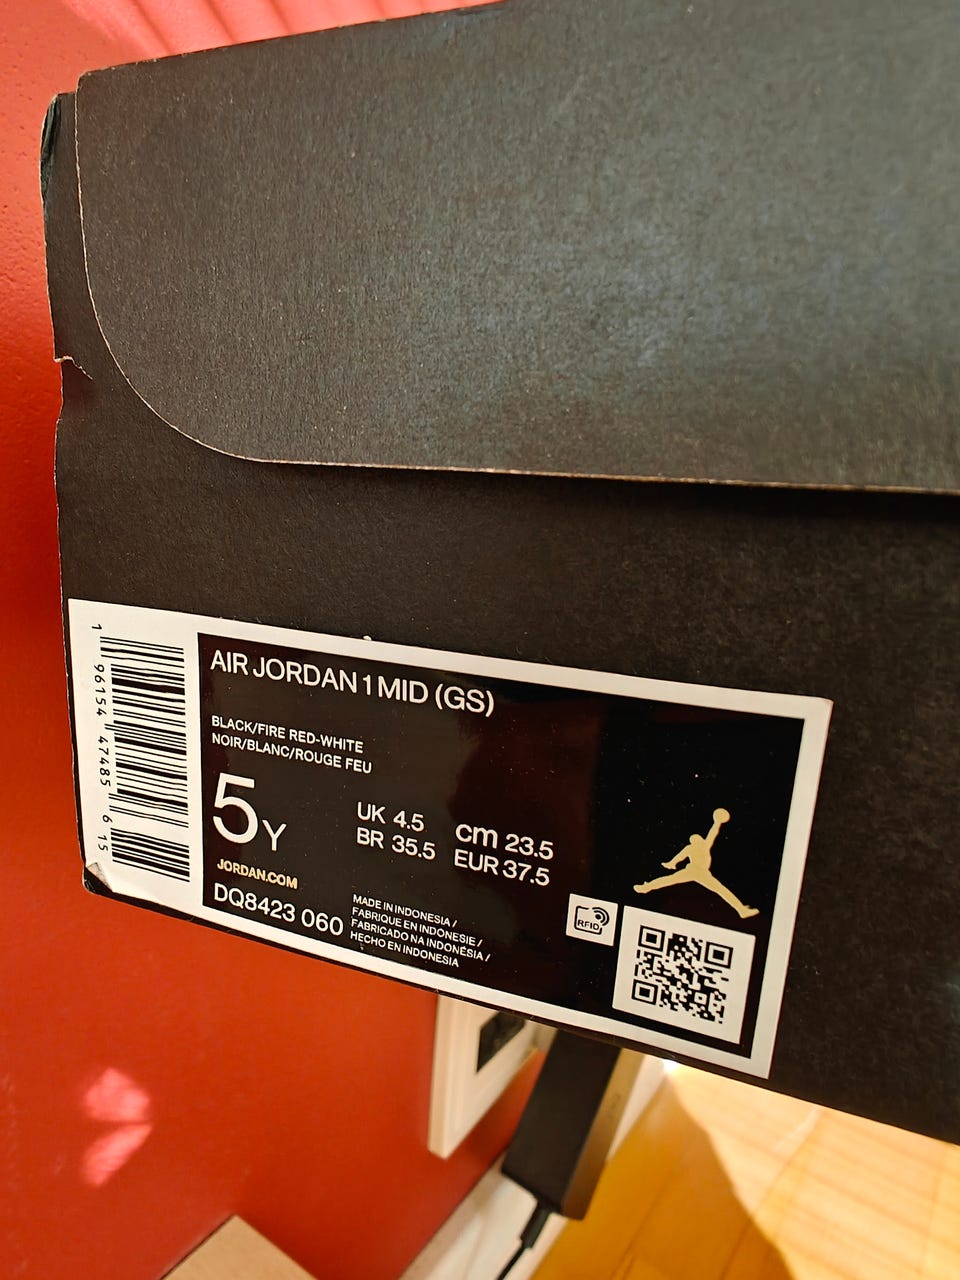 1 96154 47485 6 15
AIR JORDAN 1 MID (GS)
BLACK/FIRE RED-WHITE
NOIR/BLANC/ROUGE FEU
5Y
UK 4.5 cm 23.5
BR 35.5 EUR 37.5
JORDAN.COM
DQ8423 060
MADE IN INDONESIA /
FABRIQUE EN INDONESIE /
FABRICADO NA INDONÉSIA /
HECHO EN INDONESIA
RFID